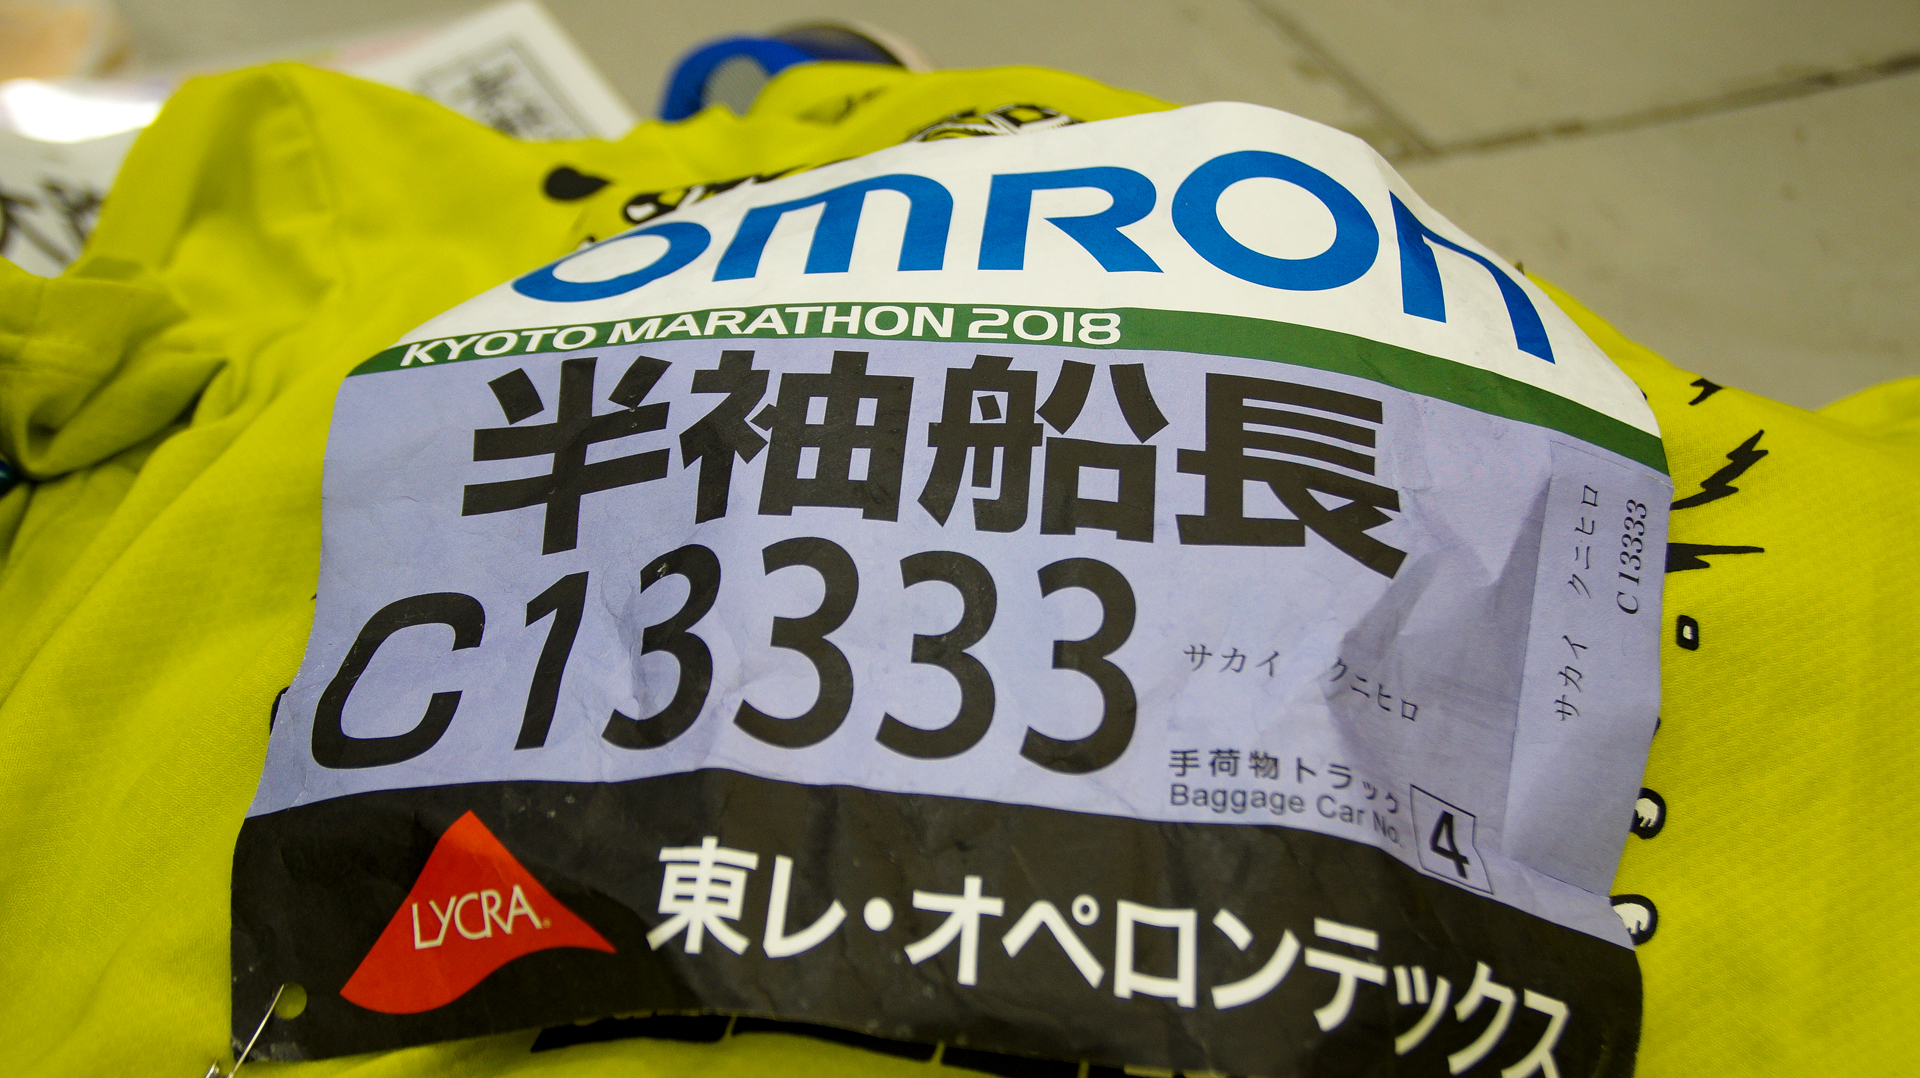 OMRON
KYOTO MARATHON 2018
半袖船長
C13333
サカイ クニヒロ
手荷物トラック
Baggage Car No.
4
サカイ クニヒロ
C13333
LYCRA
東レ・オペロンテックス